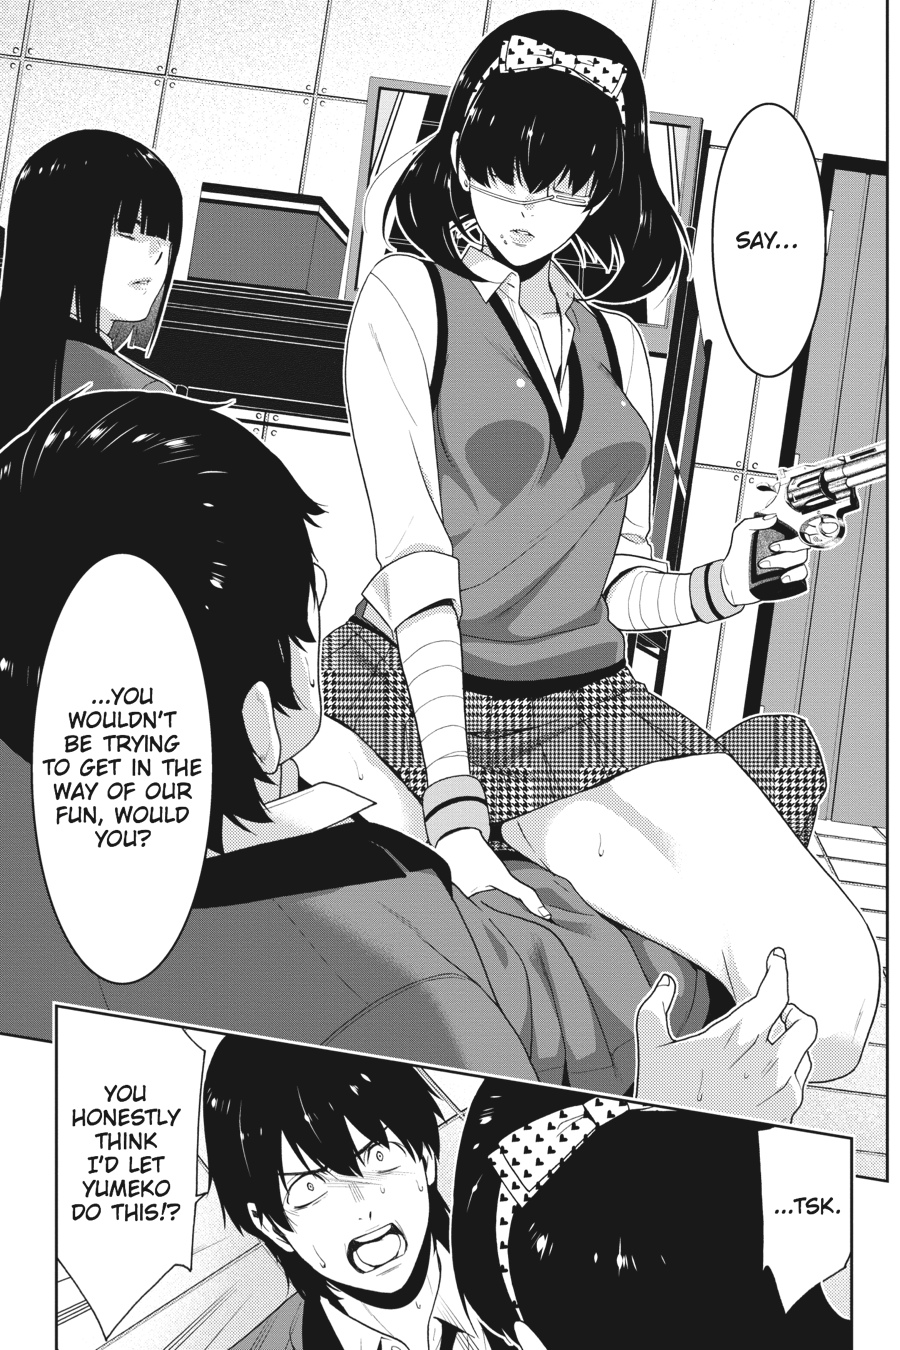 SAY...
...YOU
WOULDN'T
BE TRYING
TO GET IN THE
WAY OF OUR
FUN, WOULD
YOU?
...TSK.
YOU
HONESTLY
THINK
I'D LET
YUMEKO
DO THIS!?